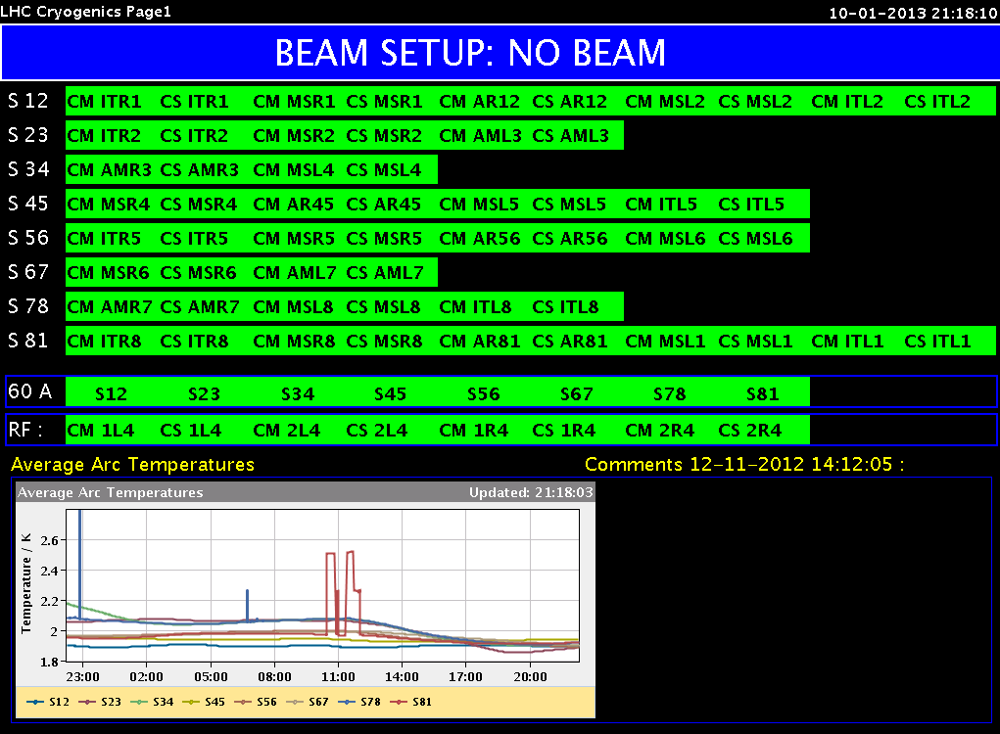 LHC Cryogenics Page1 10-01-2013 21:18:10
BEAM SETUP: NO BEAM
S 12 CM ITR1 CS ITR1 CM MSR1 CS MSR1 CM AR12 CS AR12 CM MSL2 CS MSL2 CM ITL2 CS ITL2
S 23 CM ITR2 CS ITR2 CM MSR2 CS MSR2 CM AML3 CS AML3
S 34 CM AMR3 CS AMR3 CM MSL4 CS MSL4
S 45 CM MSR4 CS MSR4 CM AR45 CS AR45 CM MSL5 CS MSL5 CM ITL5 CS ITL5
S 56 CM ITR5 CS ITR5 CM MSR5 CS MSR5 CM AR56 CS AR56 CM MSL6 CS MSL6
S 67 CM MSR6 CS MSR6 CM AML7 CS AML7
S 78 CM AMR7 CS AMR7 CM MSL8 CS MSL8 CM ITL8 CS ITL8
S 81 CM ITR8 CS ITR8 CM MSR8 CS MSR8 CM AR81 CS AR81 CM MSL1 CS MSL1 CM ITL1 CS ITL1
60 A S12 S23 S34 S45 S56 S67 S78 S81
RF : CM 1L4 CS 1L4 CM 2L4 CS 2L4 CM 1R4 CS 1R4 CM 2R4 CS 2R4
Average Arc Temperatures Comments 12-11-2012 14:12:05 :
Average Arc Temperatures Updated: 21:18:03
Temperature / K
2.6
2.4
2.2
2
1.8
23:00 02:00 05:00 08:00 11:00 14:00 17:00 20:00
S12 S23 S34 S45 S56 S67 S78 S81